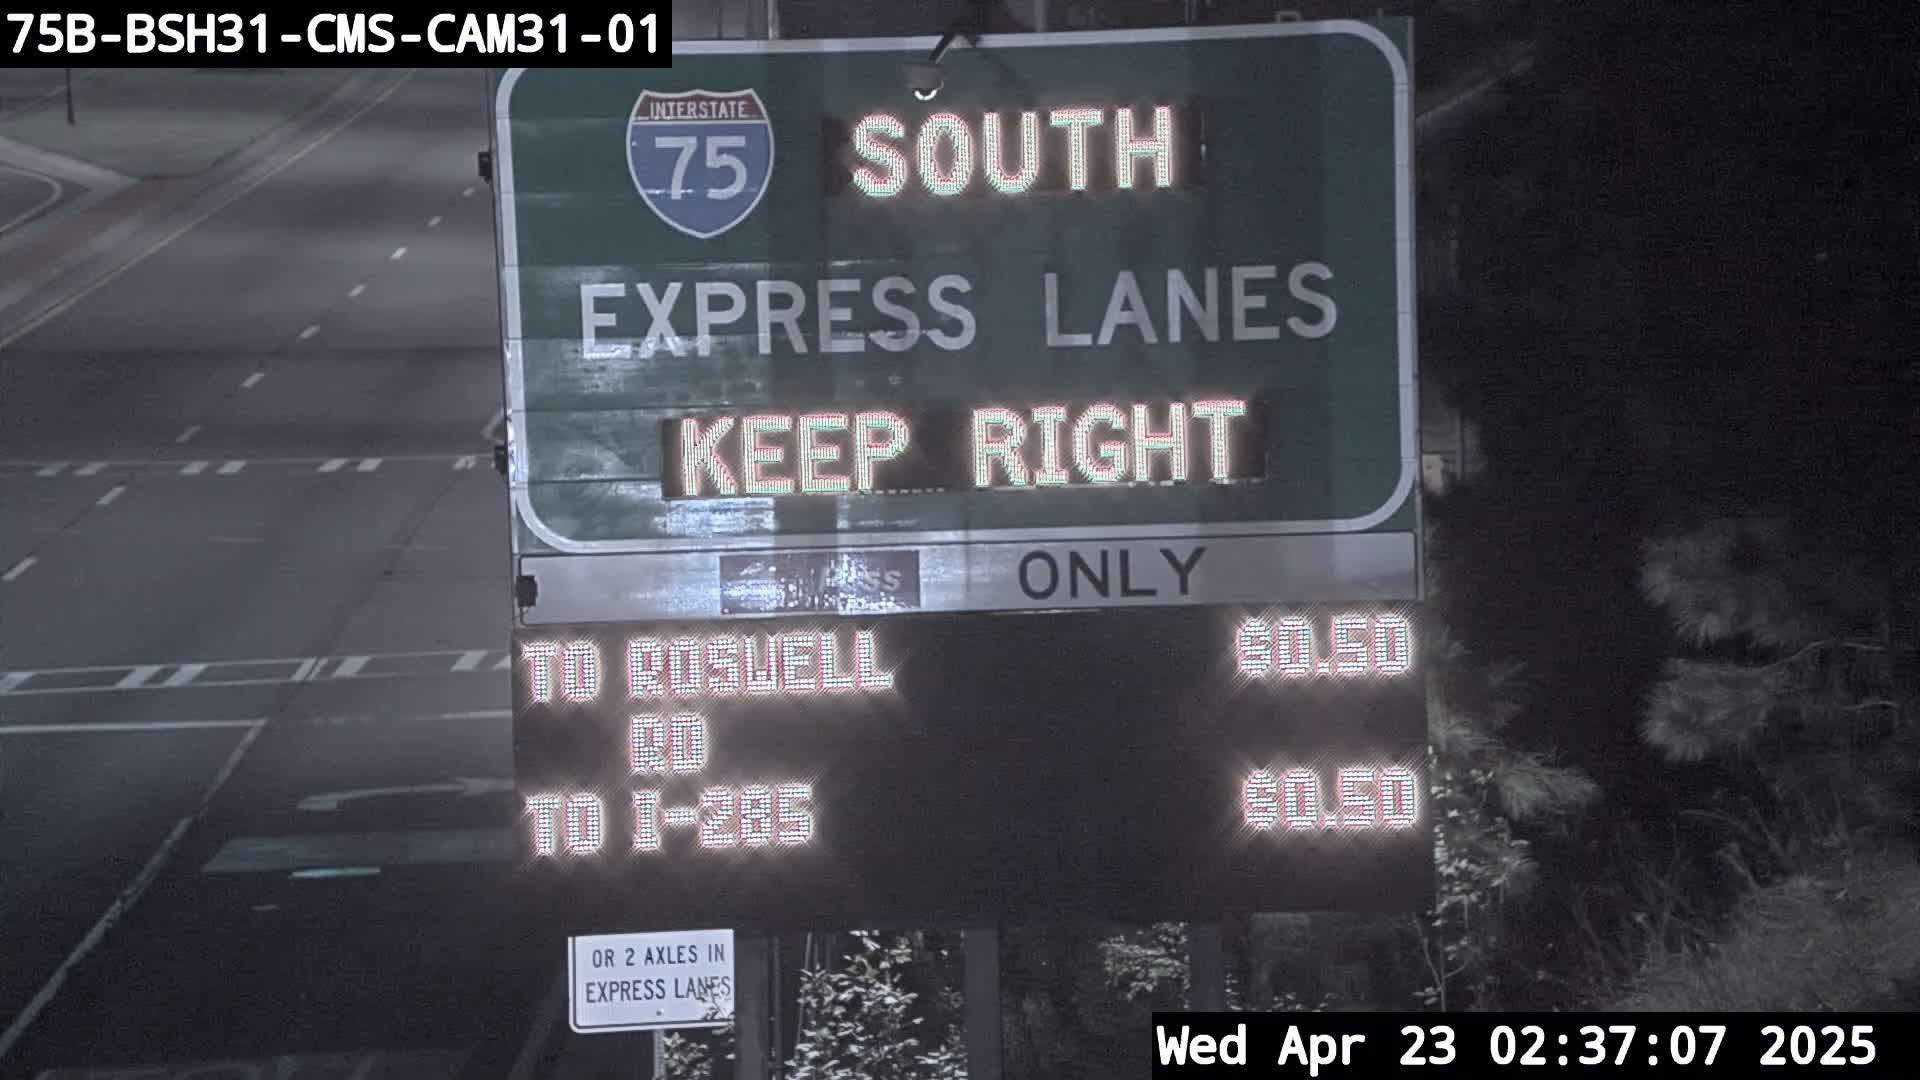 75B-BSH31-CMS-CAM31-01
INTERSTATE
75
SOUTH
EXPRESS LANES
KEEP RIGHT
ONLY
TO ROSWELL $0.50
RD
TO I-285 $0.50
OR 2 AXLES IN
EXPRESS LANES
Wed Apr 23 02:37:07 2025